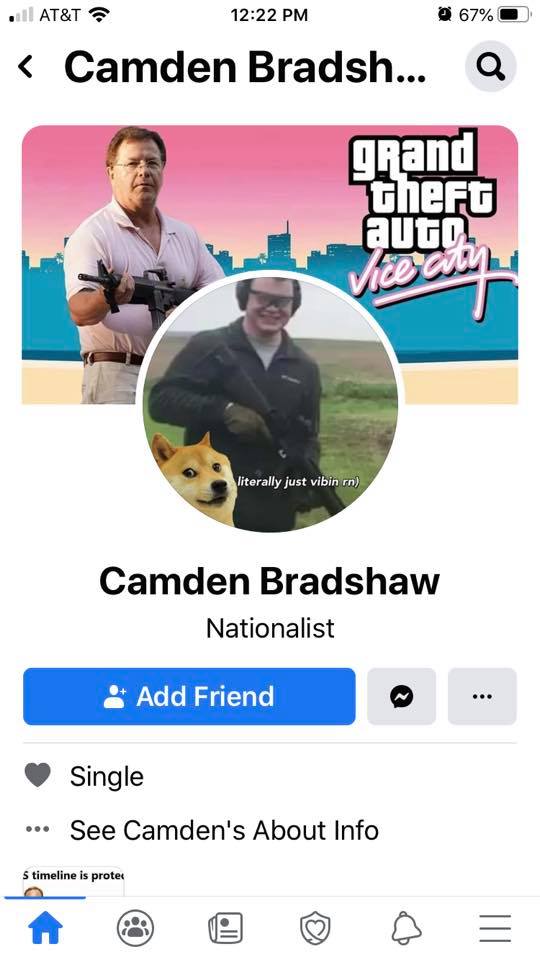 AT&T
12:22 PM
67%
Camden Bradsh...
grand
theft
auto
Vice city
literally just vibin rn)
Camden Bradshaw
Nationalist
Add Friend
Single
See Camden's About Info
S timeline is protec